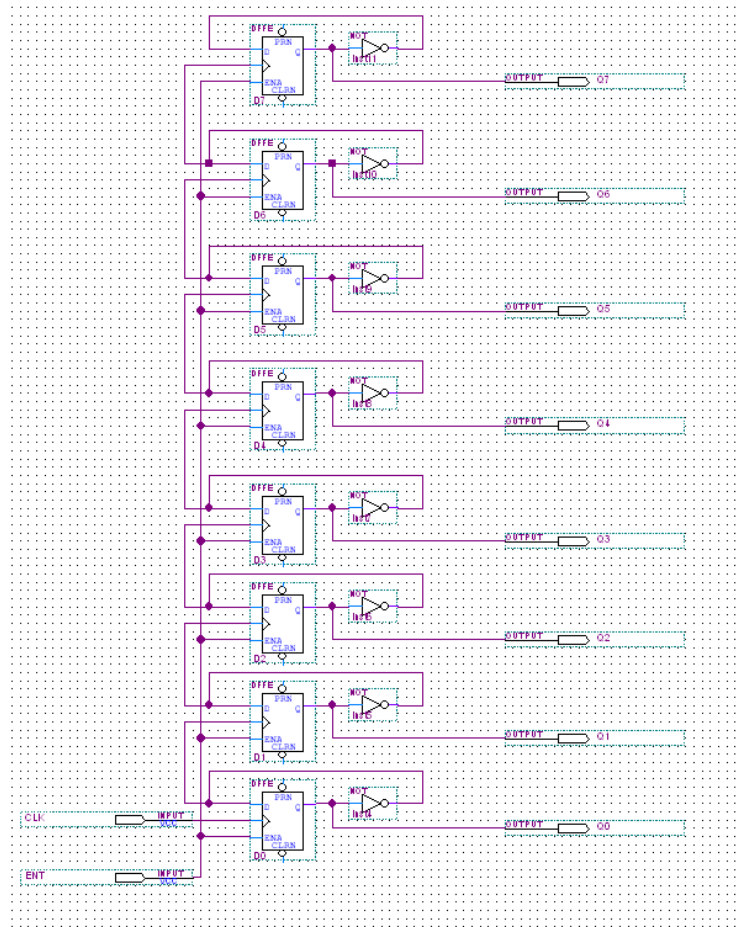 DFFE
PRN
D Q
ENA
CLRN
D7
NOT
OUTPUT Q7
DFFE
PRN
D Q
ENA
CLRN
D6
NOT
OUTPUT Q6
DFFE
PRN
D Q
ENA
CLRN
D5
NOT
OUTPUT Q5
DFFE
PRN
D Q
ENA
CLRN
D4
NOT
OUTPUT Q4
DFFE
PRN
D Q
ENA
CLRN
D3
NOT
OUTPUT Q3
DFFE
PRN
D Q
ENA
CLRN
D2
NOT
OUTPUT Q2
DFFE
PRN
D Q
ENA
CLRN
D1
NOT
OUTPUT Q1
DFFE
PRN
D Q
ENA
CLRN
D0
NOT
OUTPUT Q0
CLK INPUT
VCC
ENT INPUT
VCC